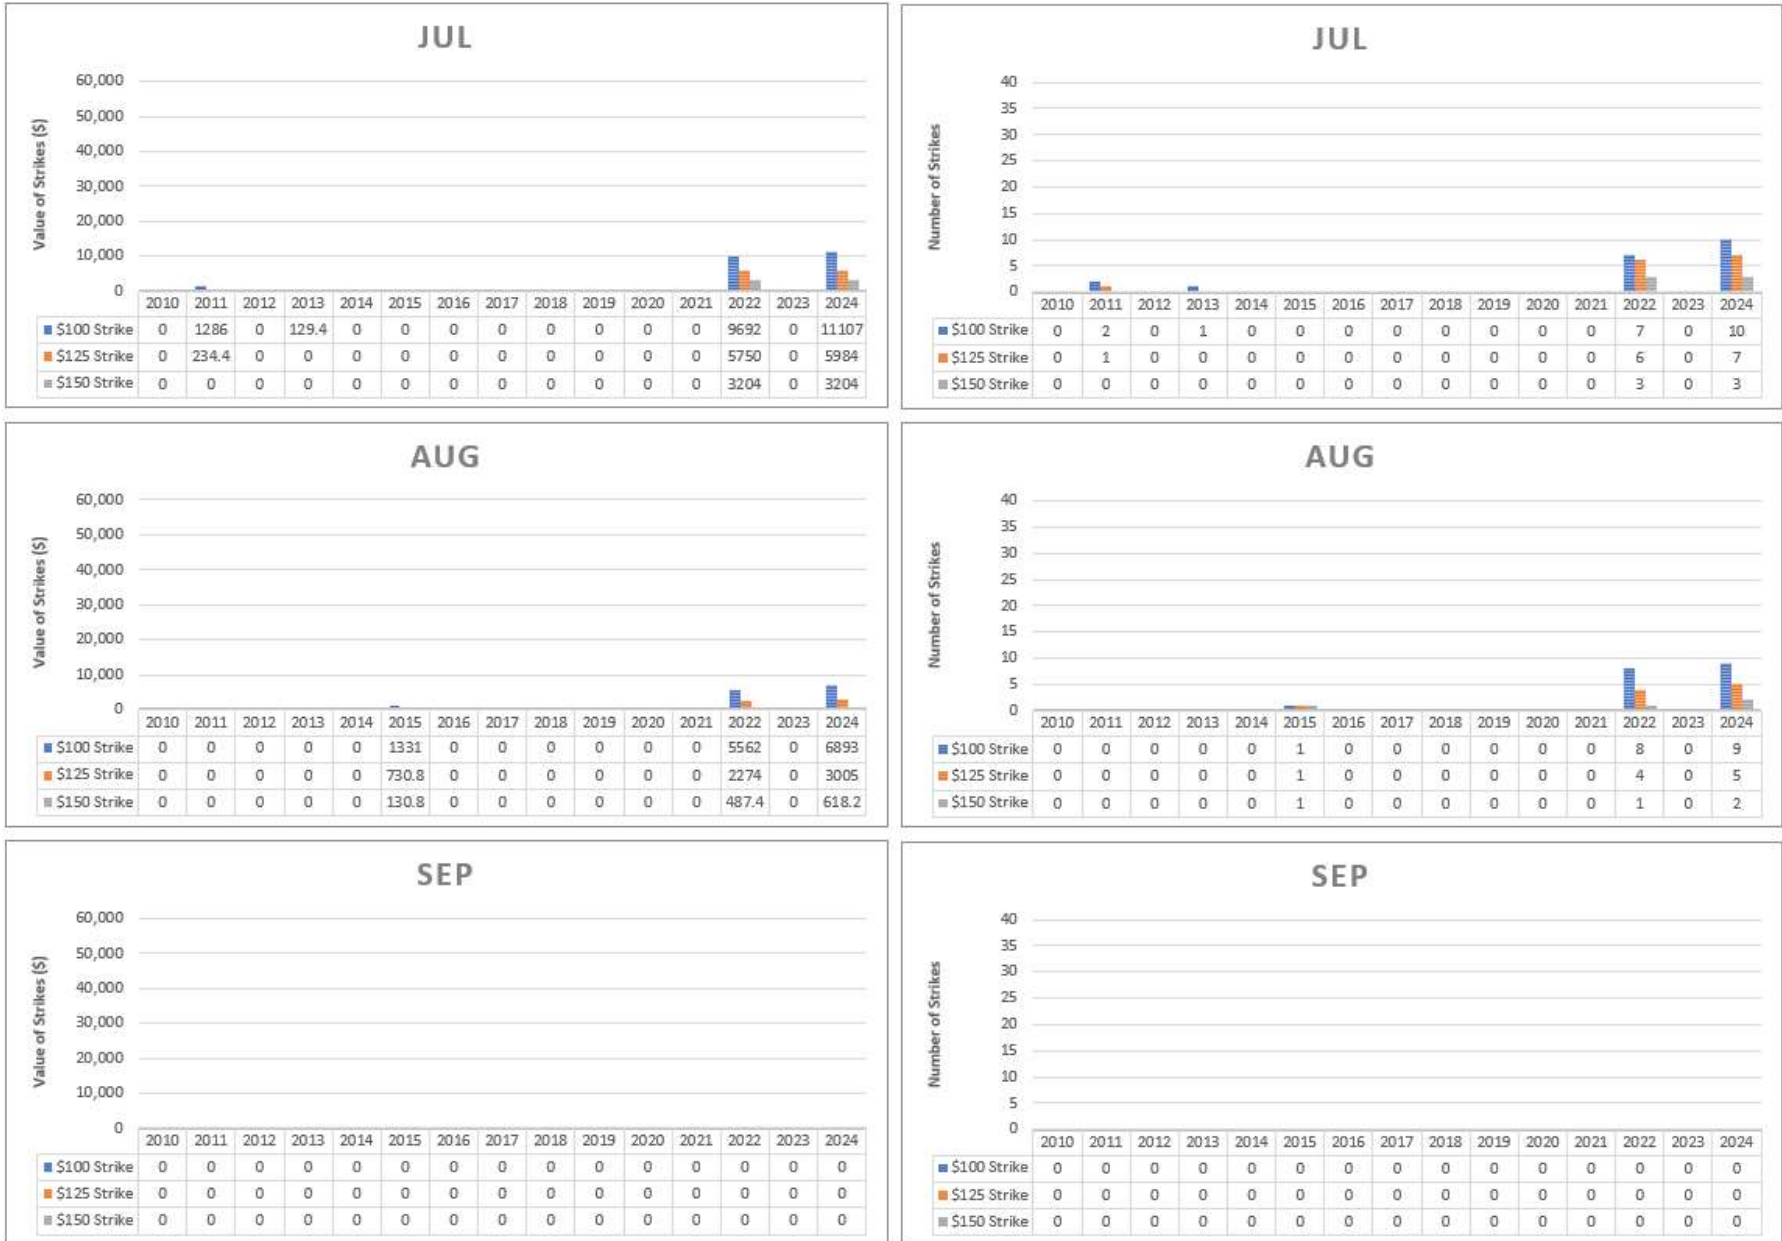 JUL
Value of Strikes ($)
60,000
50,000
40,000
30,000
20,000
10,000
0
2010 2011 2012 2013 2014 2015 2016 2017 2018 2019 2020 2021 2022 2023 2024
$100 Strike 0 1286 0 129.4 0 0 0 0 0 0 0 0 9692 0 11107
$125 Strike 0 234.4 0 0 0 0 0 0 0 0 0 0 5750 0 5984
$150 Strike 0 0 0 0 0 0 0 0 0 0 0 0 3204 0 3204
JUL
Number of Strikes
40
35
30
25
20
15
10
5
0
2010 2011 2012 2013 2014 2015 2016 2017 2018 2019 2020 2021 2022 2023 2024
$100 Strike 0 2 0 1 0 0 0 0 0 0 0 0 7 0 10
$125 Strike 0 1 0 0 0 0 0 0 0 0 0 0 6 0 7
$150 Strike 0 0 0 0 0 0 0 0 0 0 0 0 3 0 3
AUG
Value of Strikes ($)
60,000
50,000
40,000
30,000
20,000
10,000
0
2010 2011 2012 2013 2014 2015 2016 2017 2018 2019 2020 2021 2022 2023 2024
$100 Strike 0 0 0 0 0 1331 0 0 0 0 0 0 5562 0 6893
$125 Strike 0 0 0 0 0 730.8 0 0 0 0 0 0 2274 0 3005
$150 Strike 0 0 0 0 0 130.8 0 0 0 0 0 0 487.4 0 618.2
AUG
Number of Strikes
40
35
30
25
20
15
10
5
0
2010 2011 2012 2013 2014 2015 2016 2017 2018 2019 2020 2021 2022 2023 2024
$100 Strike 0 0 0 0 0 1 0 0 0 0 0 0 8 0 9
$125 Strike 0 0 0 0 0 1 0 0 0 0 0 0 4 0 5
$150 Strike 0 0 0 0 0 1 0 0 0 0 0 0 1 0 2
SEP
Value of Strikes ($)
60,000
50,000
40,000
30,000
20,000
10,000
0
2010 2011 2012 2013 2014 2015 2016 2017 2018 2019 2020 2021 2022 2023 2024
$100 Strike 0 0 0 0 0 0 0 0 0 0 0 0 0 0 0
$125 Strike 0 0 0 0 0 0 0 0 0 0 0 0 0 0 0
$150 Strike 0 0 0 0 0 0 0 0 0 0 0 0 0 0 0
SEP
Number of Strikes
40
35
30
25
20
15
10
5
0
2010 2011 2012 2013 2014 2015 2016 2017 2018 2019 2020 2021 2022 2023 2024
$100 Strike 0 0 0 0 0 0 0 0 0 0 0 0 0 0 0
$125 Strike 0 0 0 0 0 0 0 0 0 0 0 0 0 0 0
$150 Strike 0 0 0 0 0 0 0 0 0 0 0 0 0 0 0